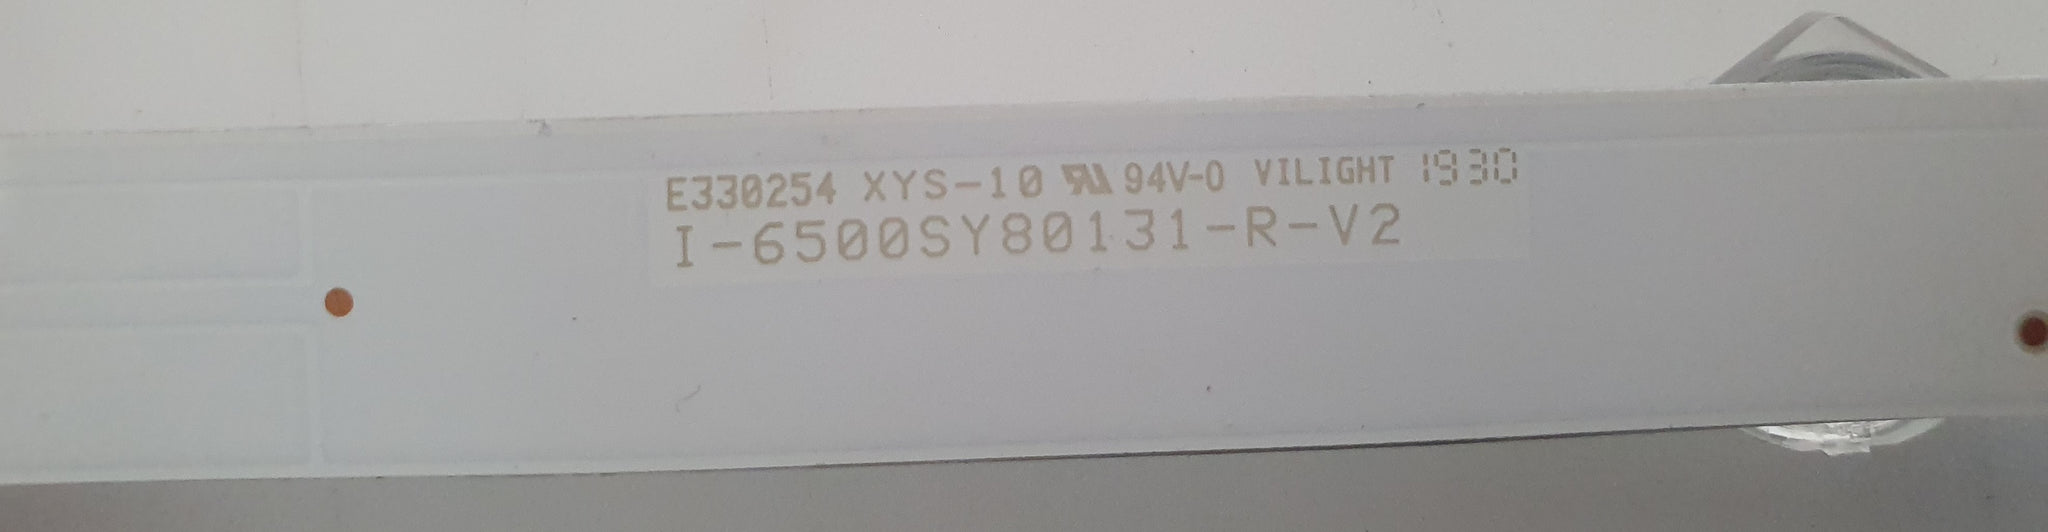 E330254 XYS-10 94V-0 VILIGHT 1930
I-6500SY80131-R-V2